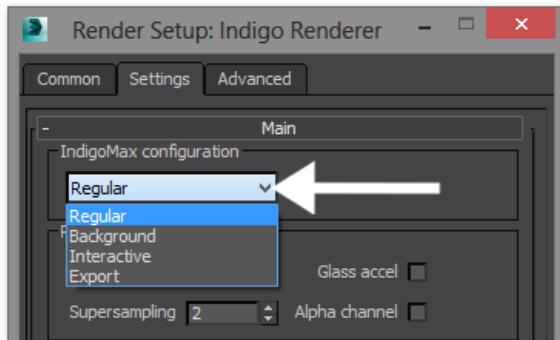 Render Setup: Indigo Renderer
Common Settings Advanced
- Main
IndigoMax configuration
Regular
Regular
Background
Interactive
Export
Glass accel
Supersampling 2 Alpha channel